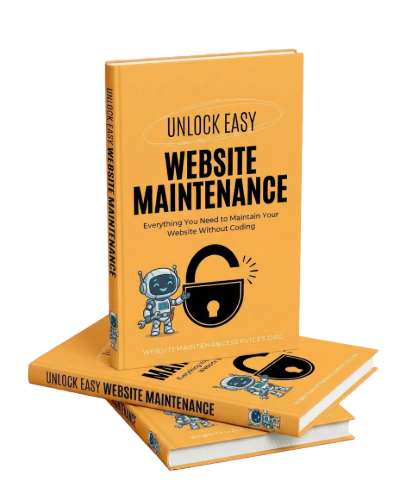 UNLOCK EASY
WEBSITE
MAINTENANCE
Everything You Need to Maintain Your
Website Without Coding
WEBSITEMAINTENANCESERVICES.ORG
UNLOCK EASY WEBSITE MAINTENANCE
UNLOCK EASY WEBSITE MAINTENANCE